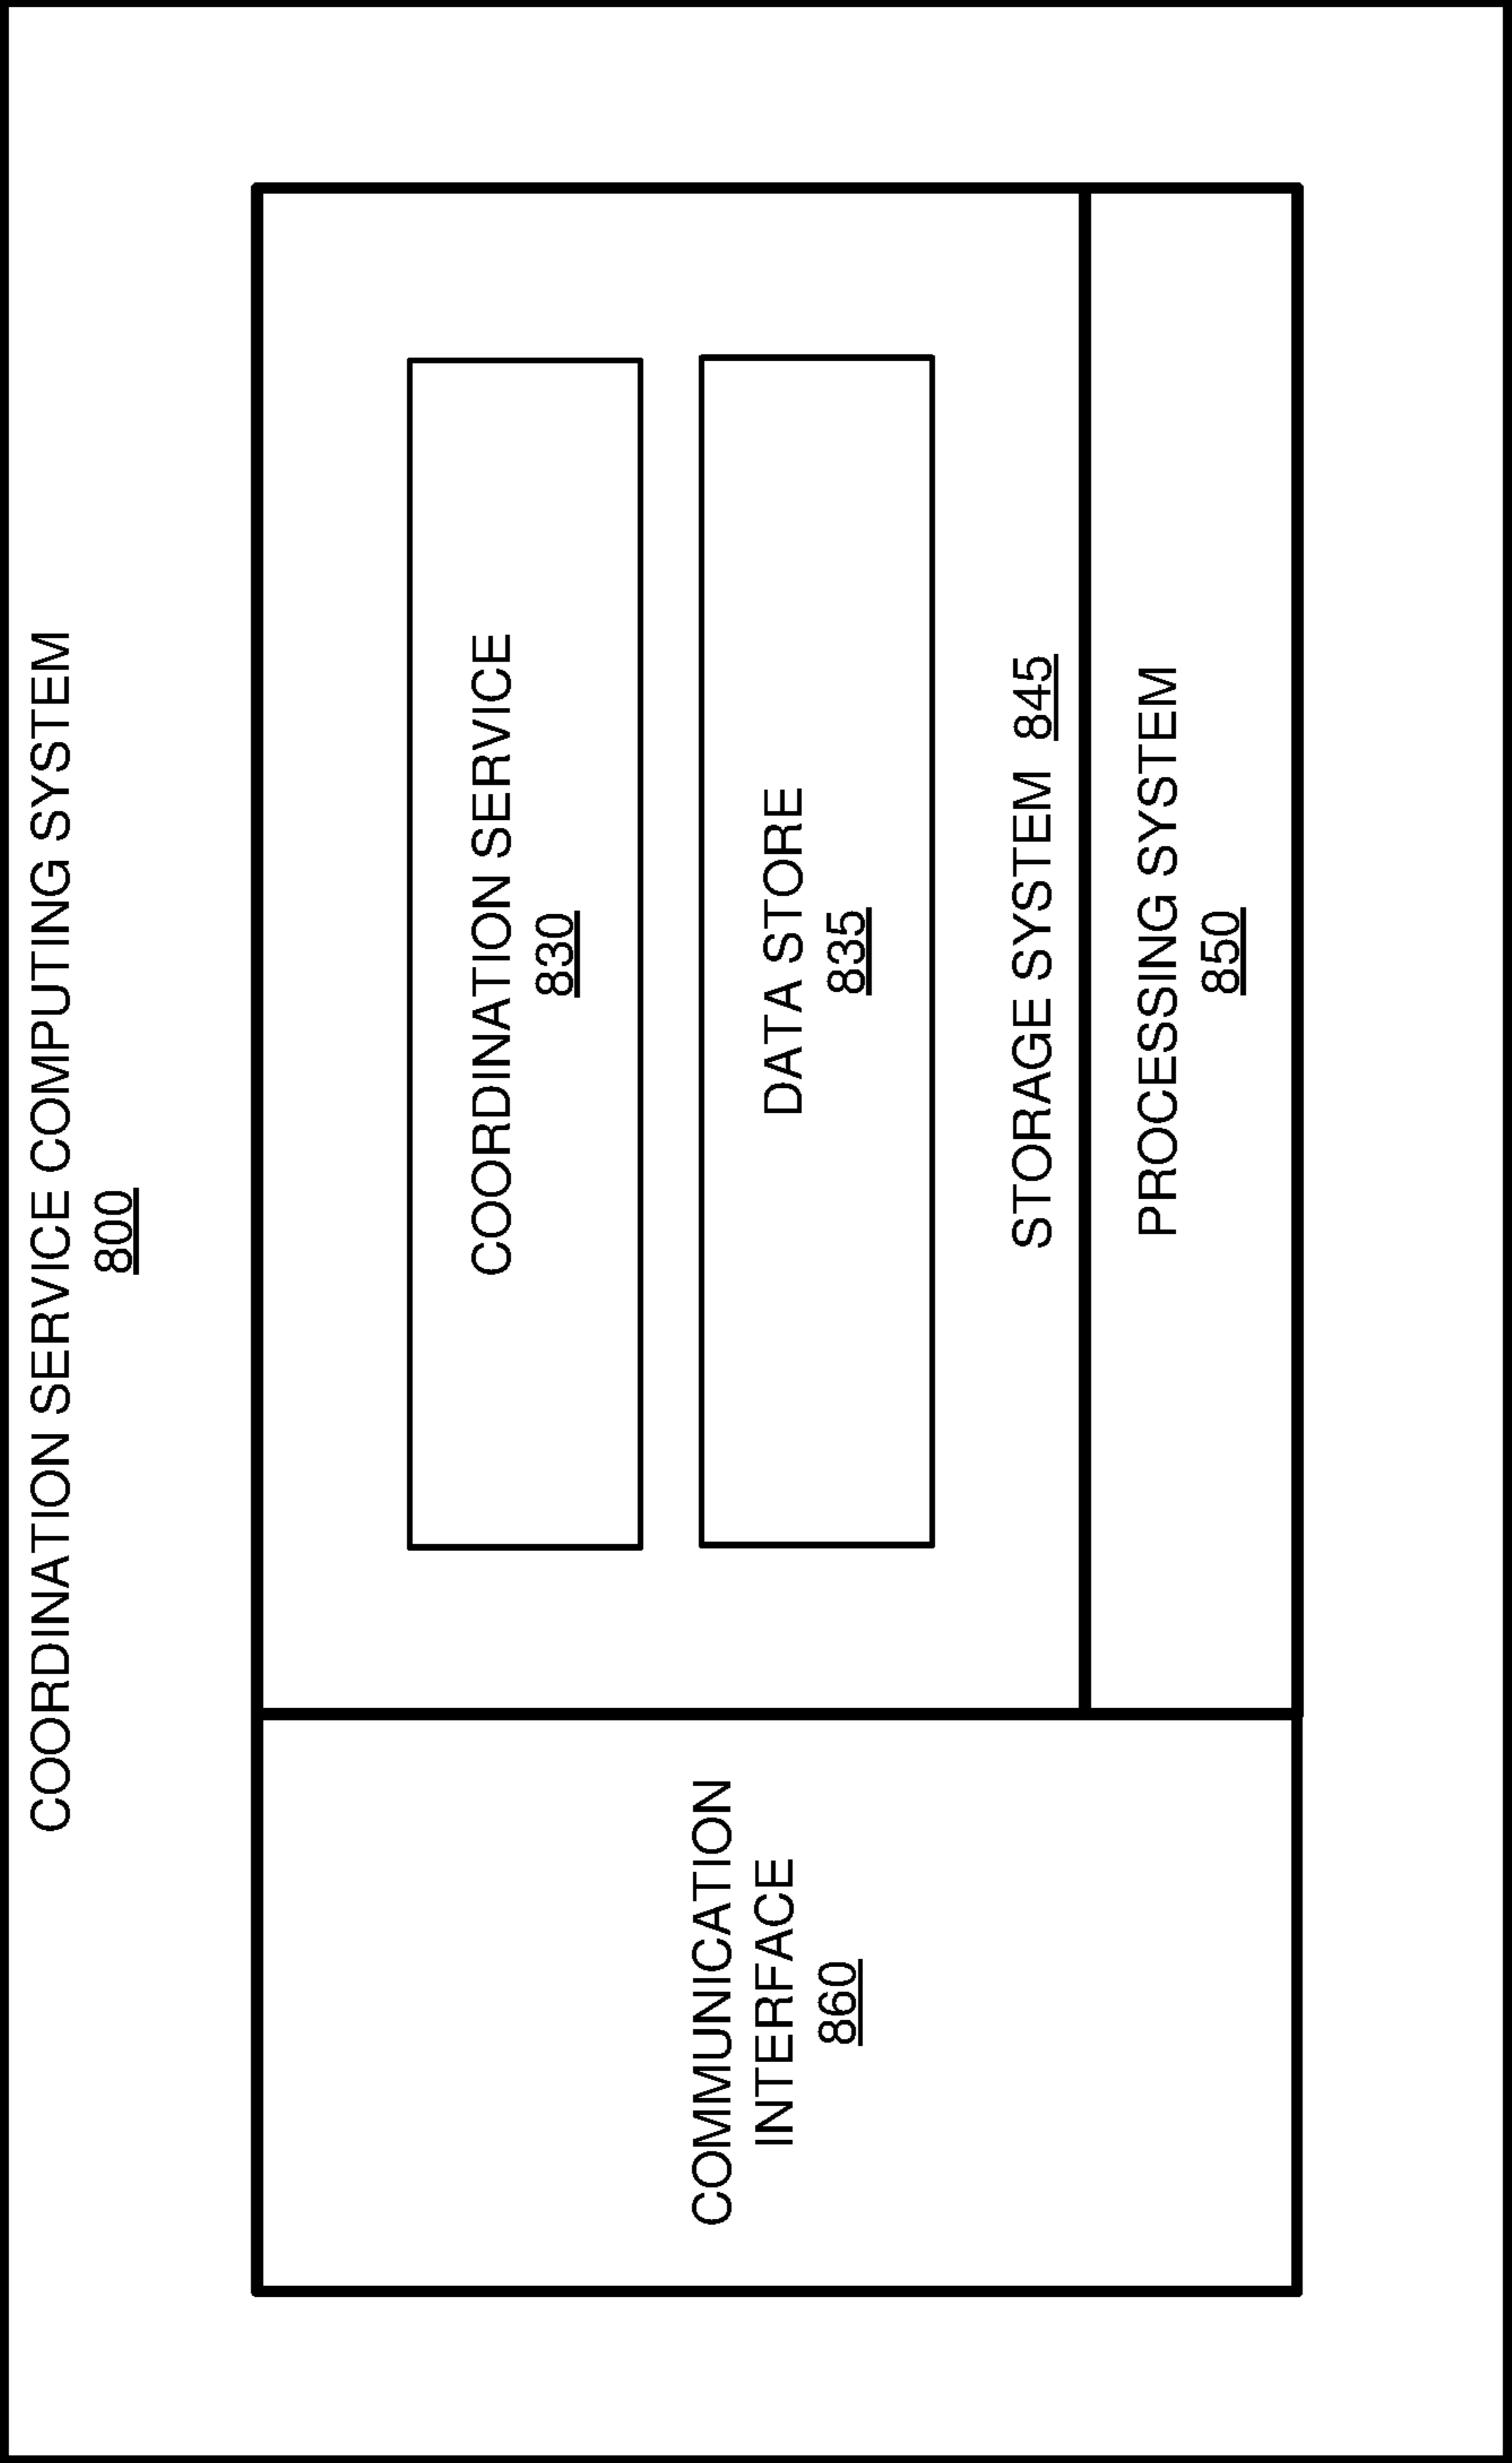 COORDINATION SERVICE COMPUTING SYSTEM
800
COMMUNICATION
INTERFACE
860
COORDINATION SERVICE
830
DATA STORE
835
STORAGE SYSTEM 845
PROCESSING SYSTEM
850